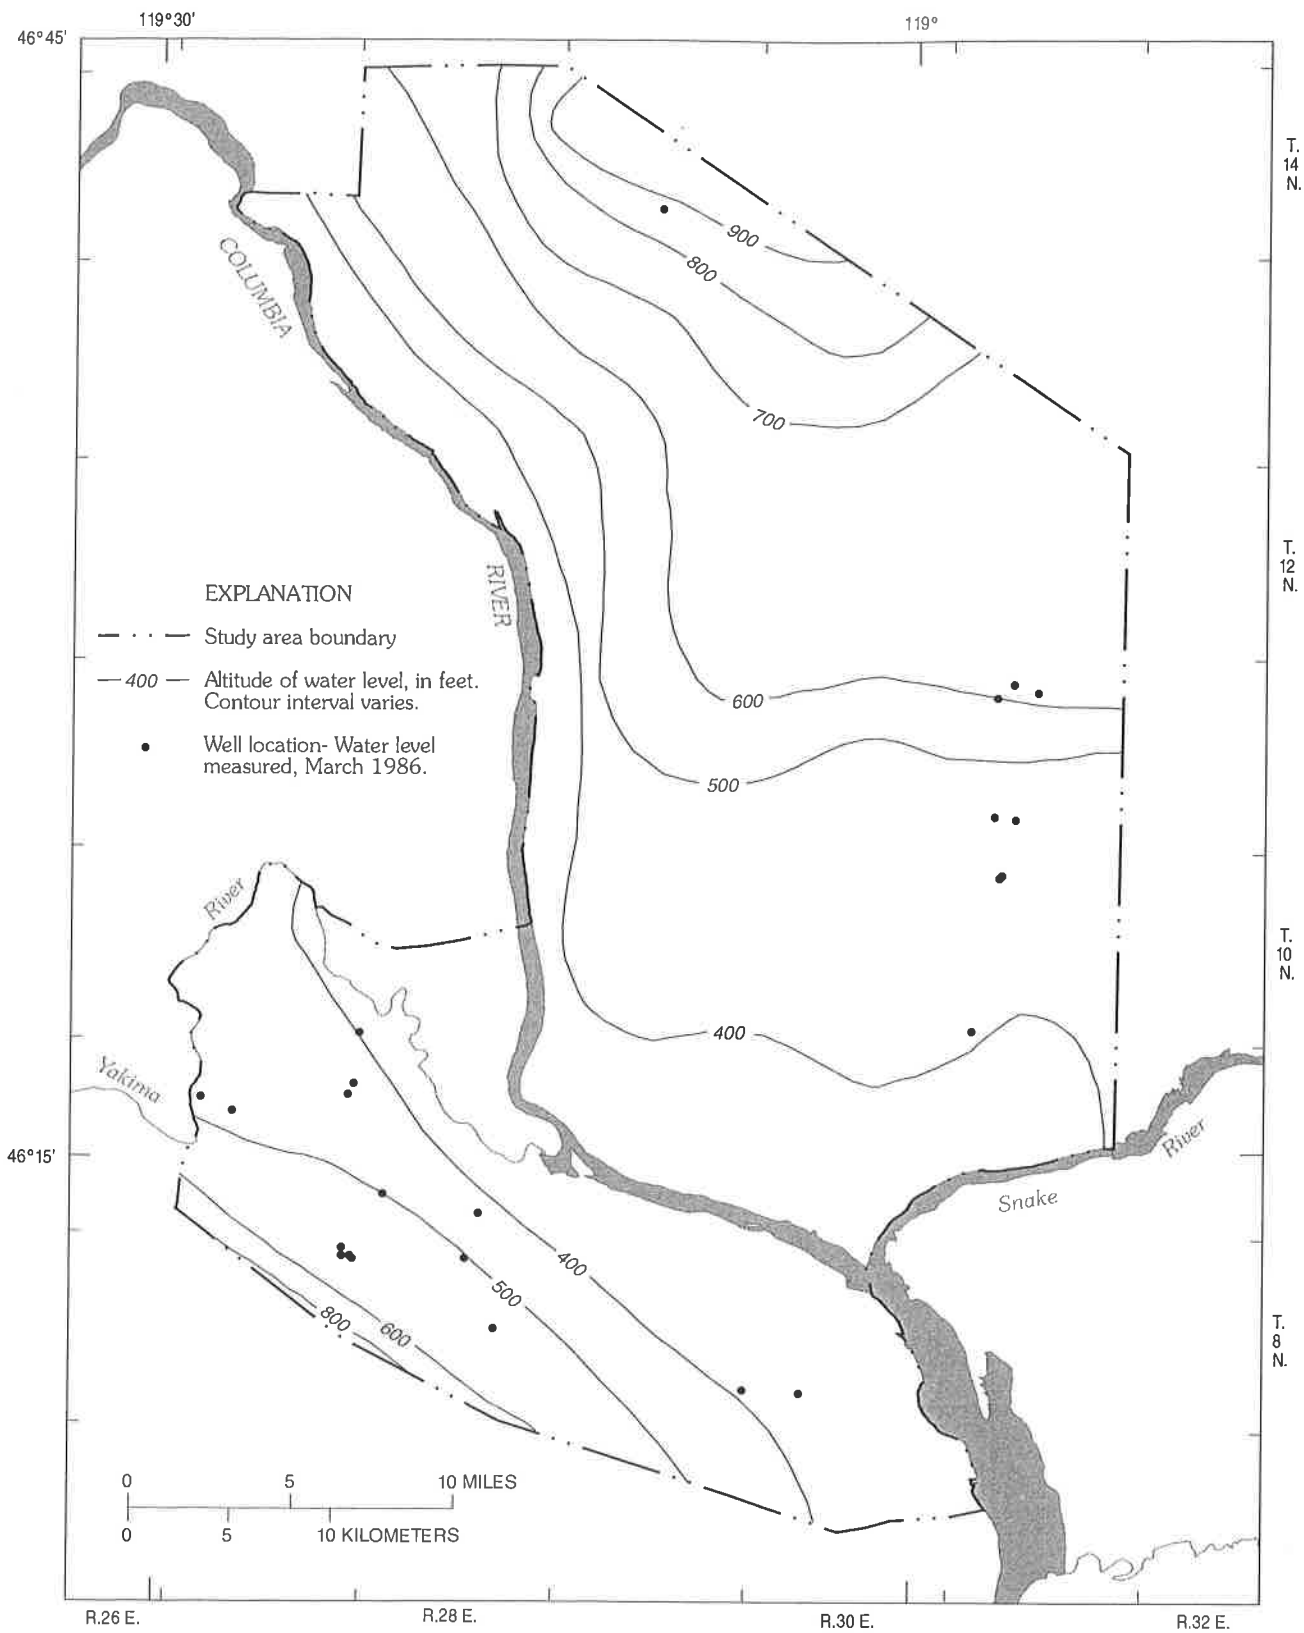 119°30'
119°
46°45'
T.
14
N.
900
800
COLUMBIA
700
T.
12
N.
RIVER
EXPLANATION
Study area boundary
400
Altitude of water level, in feet.
Contour interval varies.
Well location- Water level
measured, March 1986.
600
500
River
T.
10
N.
400
Yakima
46°15'
River
Snake
400
500
800
600
T.
8
N.
0
5
10 MILES
0
5
10 KILOMETERS
R.26 E.
R.28 E.
R.30 E.
R.32 E.